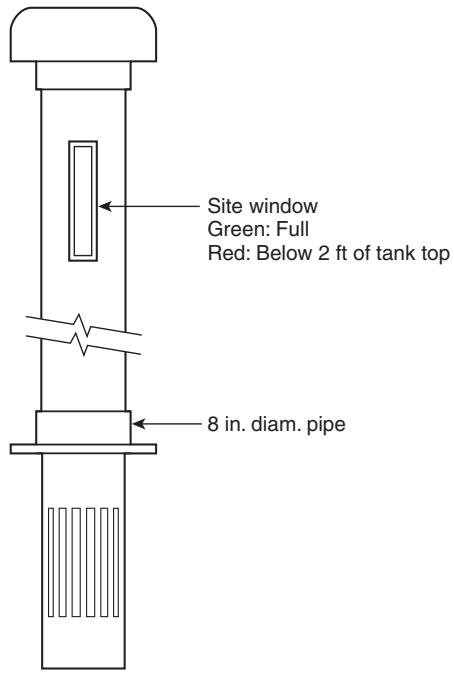 Site window
Green: Full
Red: Below 2 ft of tank top
8 in. diam. pipe